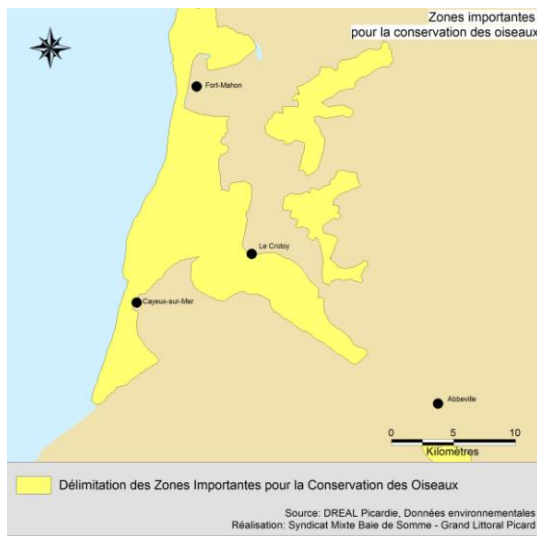 Zones importantes
pour la conservation des oiseaux
Fort-Mahon
Le Crotoy
Cayeux-sur-Mer
Abbeville
0 5 10
Kilomètres
Délimitation des Zones Importantes pour la Conservation des Oiseaux
Source: DREAL Picardie, Données environnementales
Réalisation: Syndicat Mixte Baie de Somme - Grand Littoral Picard